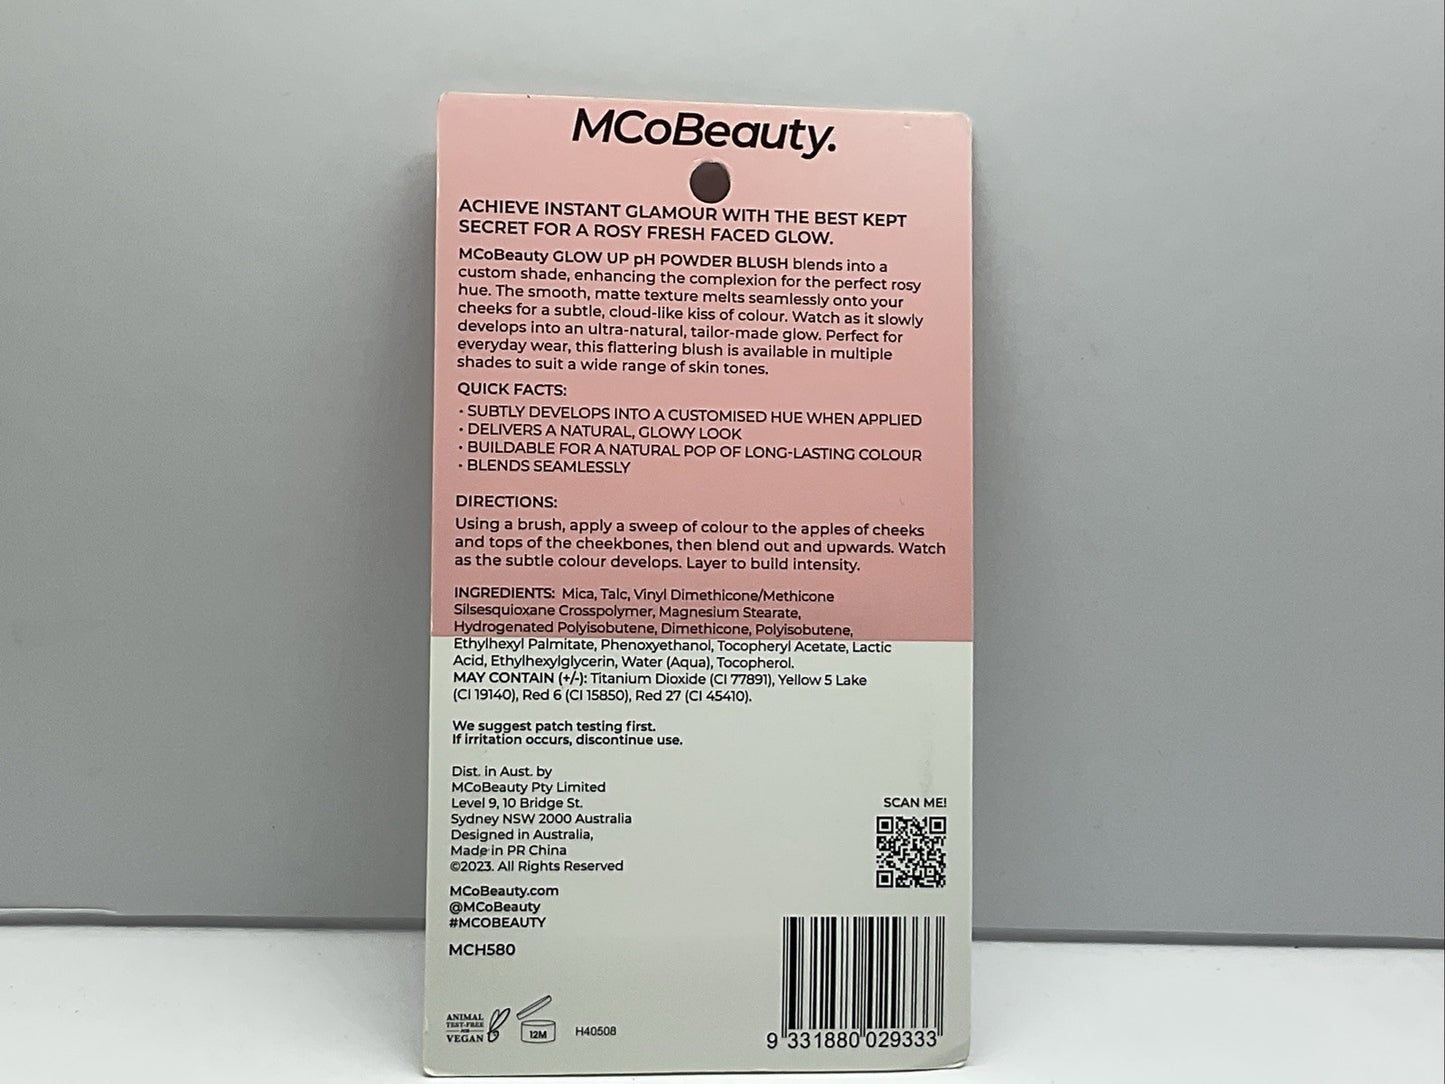 MCoBeauty.
ACHIEVE INSTANT GLAMOUR WITH THE BEST KEPT
SECRET FOR A ROSY FRESH FACED GLOW.
MCoBeauty GLOW UP pH POWDER BLUSH blends into a
custom shade, enhancing the complexion for the perfect rosy
hue. The smooth, matte texture melts seamlessly onto your
cheeks for a subtle, cloud-like kiss of colour. Watch as it slowly
develops into an ultra-natural, tailor-made glow. Perfect for
everyday wear, this flattering blush is available in multiple
shades to suit a wide range of skin tones.
QUICK FACTS:
• SUBTLY DEVELOPS INTO A CUSTOMISED HUE WHEN APPLIED
• DELIVERS A NATURAL, GLOWY LOOK
• BUILDABLE FOR A NATURAL POP OF LONG-LASTING COLOUR
• BLENDS SEAMLESSLY
DIRECTIONS:
Using a brush, apply a sweep of colour to the apples of cheeks
and tops of the cheekbones, then blend out and upwards. Watch
as the subtle colour develops. Layer to build intensity.
INGREDIENTS: Mica, Talc, Vinyl Dimethicone/Methicone
Silsesquioxane Crosspolymer, Magnesium Stearate,
Hydrogenated Polyisobutene, Dimethicone, Polyisobutene,
Ethylhexyl Palmitate, Phenoxyethanol, Tocopheryl Acetate, Lactic
Acid, Ethylhexylglycerin, Water (Aqua), Tocopherol.
MAY CONTAIN (+/-): Titanium Dioxide (CI 77891), Yellow 5 Lake
(CI 19140), Red 6 (CI 15850), Red 27 (CI 45410).
We suggest patch testing first.
If irritation occurs, discontinue use.
Dist. in Aust. by
MCoBeauty Pty Limited
Level 9, 10 Bridge St.
Sydney NSW 2000 Australia
Designed in Australia,
Made in PR China
©2023. All Rights Reserved
MCoBeauty.com
@MCoBeauty
#MCOBEAUTY
MCH580
SCAN ME!
ANIMAL
TEST-FREE
VEGAN
12M
H40508
9 331880 029333